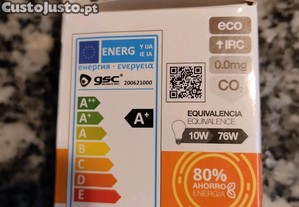 CustoJusto.pt
ENERG Y IJA
IE IA
енергия · ενεργεια
gsc
200621000
A++
A+
A
B
C
D
E
A+
eco
IRC
0.0mg
CO₂
EQUIVALENCIA
EQUIVALENCE
10W 76W
80%
AHORRO
ENERGÍA